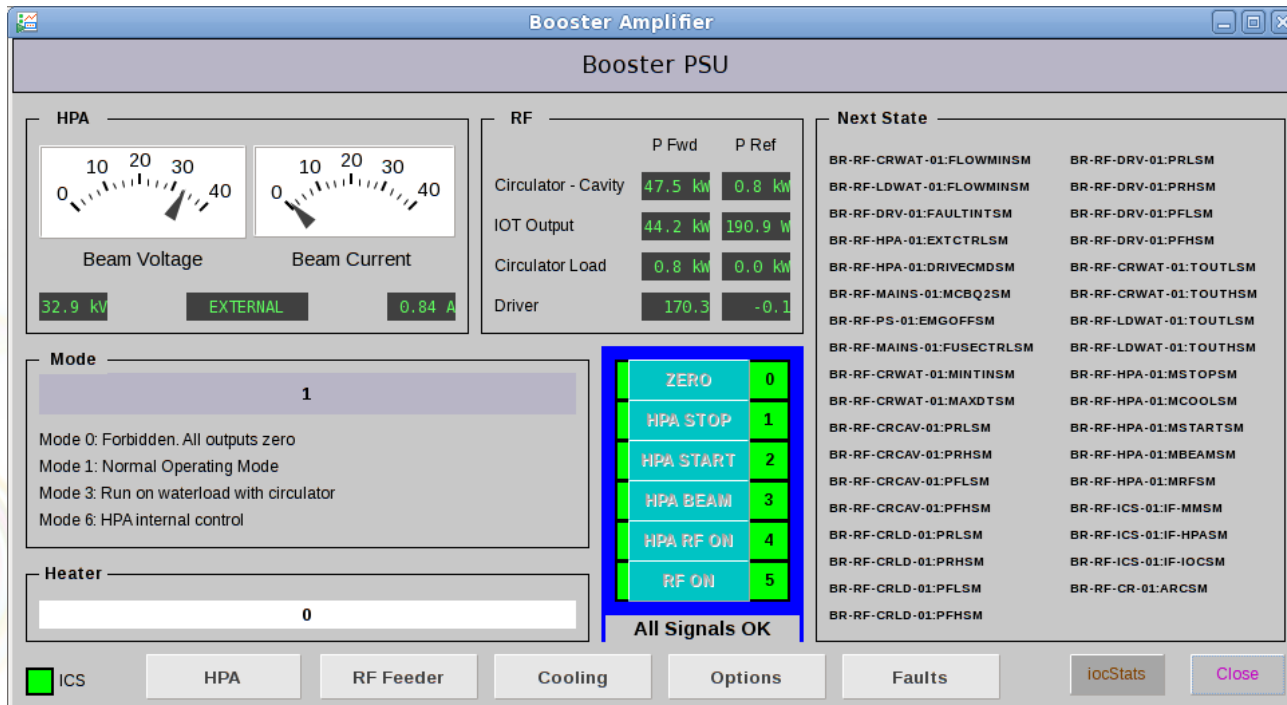 Booster Amplifier
Booster PSU
HPA
0 10 20 30 40
0 10 20 30 40
Beam Voltage
Beam Current
32.9 kV
EXTERNAL
0.84 A
RF
P Fwd P Ref
Circulator - Cavity 47.5 kW 0.8 kW
IOT Output 44.2 kW 190.9 W
Circulator Load 0.8 kW 0.0 kW
Driver 170.3 -0.1
Mode
1
Mode 0: Forbidden. All outputs zero
Mode 1: Normal Operating Mode
Mode 3: Run on waterload with circulator
Mode 6: HPA internal control
Heater
0
ZERO 0
HPA STOP 1
HPA START 2
HPA BEAM 3
HPA RF ON 4
RF ON 5
All Signals OK
Next State
BR-RF-CRWAT-01:FLOWMINSM
BR-RF-LDWAT-01:FLOWMINSM
BR-RF-DRV-01:FAULTINTSM
BR-RF-HPA-01:EXTCTRLSM
BR-RF-HPA-01:DRIVECMDSM
BR-RF-MAINS-01:MCBQ2SM
BR-RF-PS-01:EMGOFFSM
BR-RF-MAINS-01:FUSECTRLSM
BR-RF-CRWAT-01:MINTINSM
BR-RF-CRWAT-01:MAXDTSM
BR-RF-CRCAV-01:PRLSM
BR-RF-CRCAV-01:PRHSM
BR-RF-CRCAV-01:PFLSM
BR-RF-CRCAV-01:PFHSM
BR-RF-CRLD-01:PRLSM
BR-RF-CRLD-01:PRHSM
BR-RF-CRLD-01:PFLSM
BR-RF-CRLD-01:PFHSM
BR-RF-DRV-01:PRLSM
BR-RF-DRV-01:PRHSM
BR-RF-DRV-01:PFLSM
BR-RF-DRV-01:PFHSM
BR-RF-CRWAT-01:TOUTLSM
BR-RF-CRWAT-01:TOUTHSM
BR-RF-LDWAT-01:TOUTLSM
BR-RF-LDWAT-01:TOUTHSM
BR-RF-HPA-01:MSTOPSM
BR-RF-HPA-01:MCOOLSM
BR-RF-HPA-01:MSTARTSM
BR-RF-HPA-01:MBEAMSM
BR-RF-HPA-01:MRFSM
BR-RF-ICS-01:IF-MMSM
BR-RF-ICS-01:IF-HPASM
BR-RF-ICS-01:IF-IOCSM
BR-RF-CR-01:ARCSM
ICS
HPA
RF Feeder
Cooling
Options
Faults
iocStats
Close